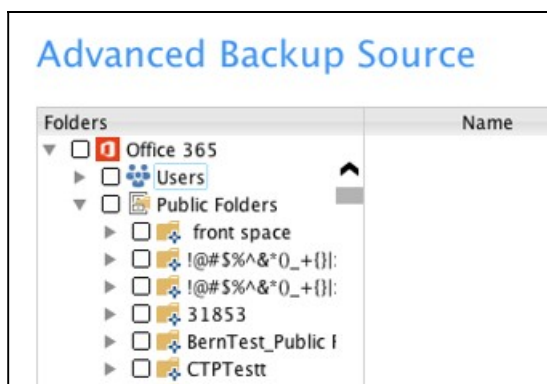 Advanced Backup Source
Folders Name
Office 365
Users
Public Folders
front space
!@#$%^&*()_+{}|:
!@#$%^&*()_+{}|:
31853
BernTest_Public F
CTPTestt